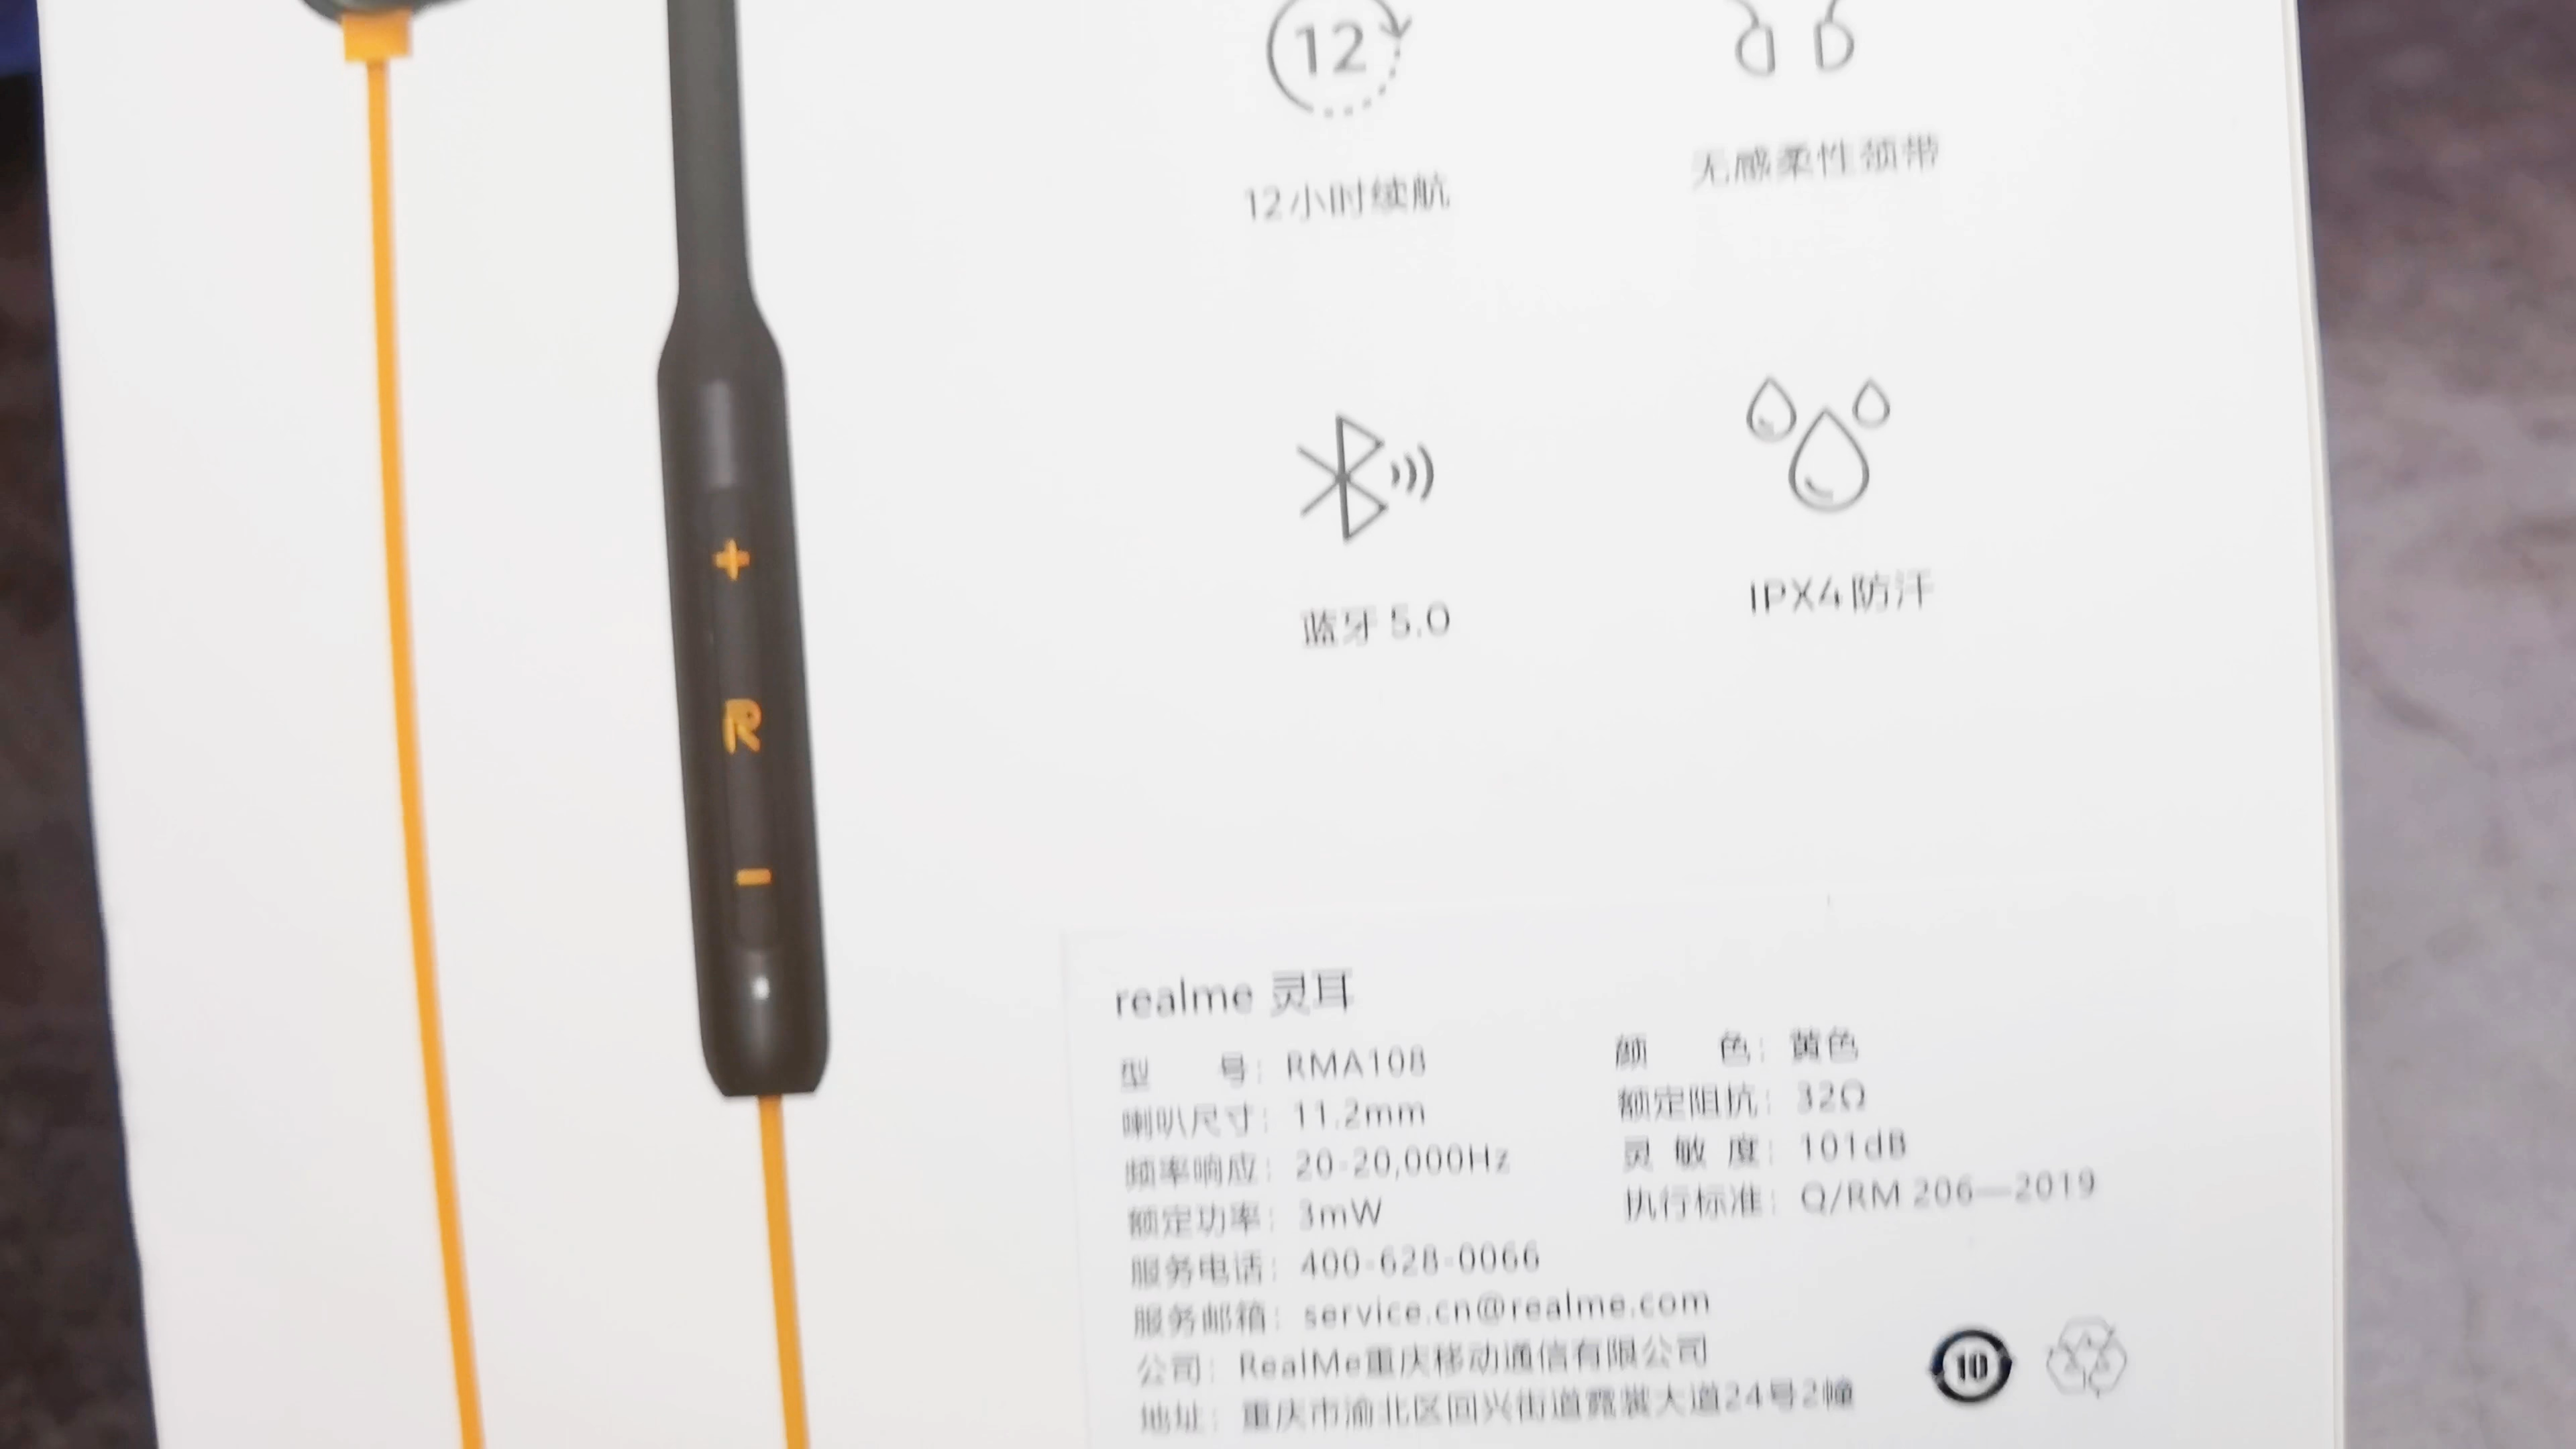 12
12小时续航
无感柔性颈带
蓝牙 5.0
IPX4防汗
+
R
-
realme 灵耳
型 号: RMA108
颜 色: 黄色
喇叭尺寸: 11.2mm
额定阻抗: 32Ω
频率响应: 20-20,000Hz
灵 敏 度: 101dB
额定功率: 3mW
执行标准: Q/RM 206—2019
服务电话: 400-628-0066
服务邮箱: service.cn@realme.com
公司: RealMe重庆移动通信有限公司
地址: 重庆市渝北区回兴街道霓裳大道24号2幢
10